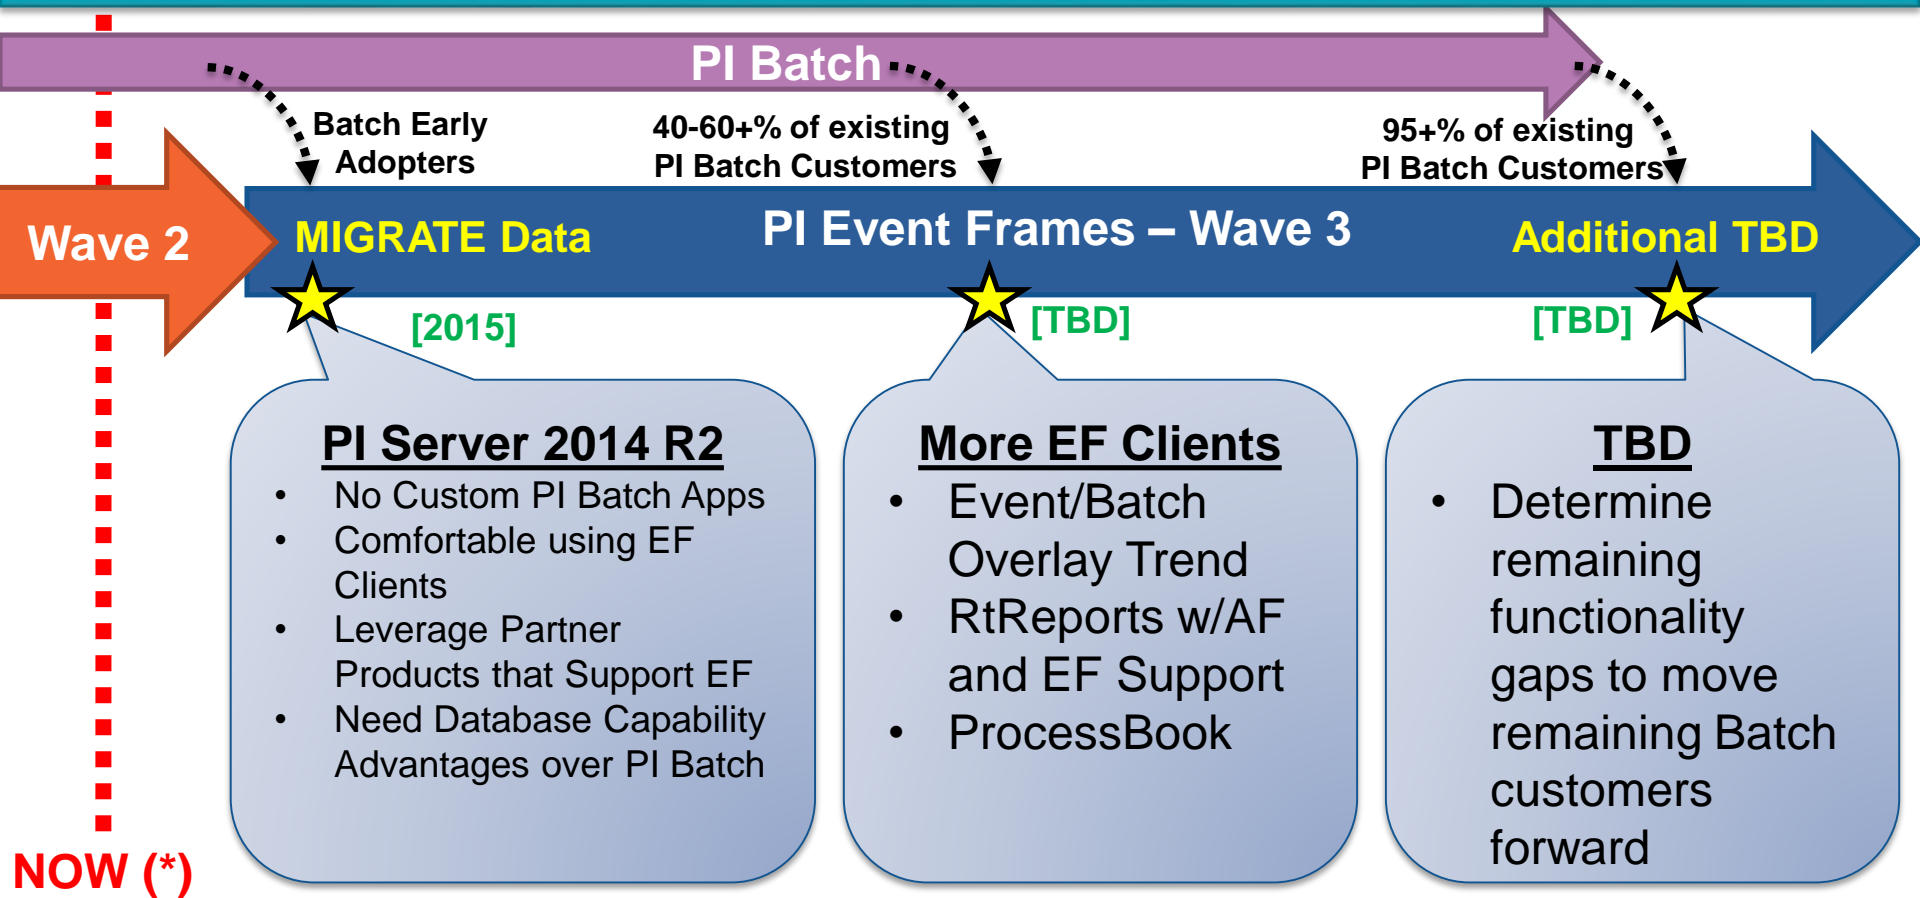 PI Batch
Batch Early
Adopters
40-60+% of existing
PI Batch Customers
95+% of existing
PI Batch Customers
Wave 2
MIGRATE Data
PI Event Frames – Wave 3
Additional TBD
[2015]
[TBD]
[TBD]
PI Server 2014 R2
• No Custom PI Batch Apps
• Comfortable using EF
Clients
• Leverage Partner
Products that Support EF
• Need Database Capability
Advantages over PI Batch
More EF Clients
• Event/Batch
Overlay Trend
• RtReports w/AF
and EF Support
• ProcessBook
TBD
• Determine
remaining
functionality
gaps to move
remaining Batch
customers
forward
NOW (*)